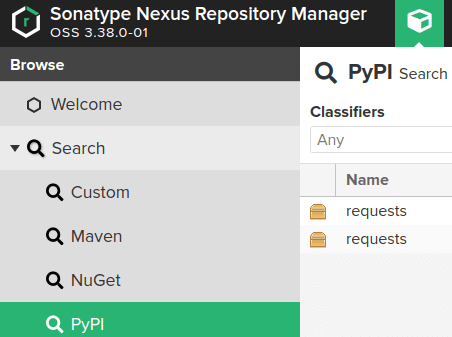 Sonatype Nexus Repository Manager
OSS 3.38.0-01
Browse
Welcome
Search
Custom
Maven
NuGet
PyPI
PyPI Search
Classifiers
Any
Name
requests
requests